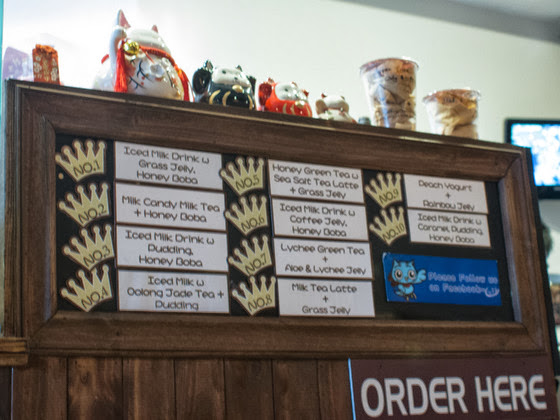 NO.1
Iced Milk Drink w
Grass Jelly,
Honey Boba
NO.2
Milk Candy Milk Tea
+ Honey Boba
NO.3
Iced Milk Drink w
Pudding,
Honey Boba
NO.4
Iced Milk w
Oolong Jade Tea +
Pudding
NO.5
Honey Green Tea w
Sea Salt Tea Latte
+ Grass Jelly
NO.6
Iced Milk Drink w
Coffee Jelly,
Honey Boba
NO.7
Lychee Green Tea
+
Aloe & Lychee Jelly
NO.8
Milk Tea Latte
+
Grass Jelly
NO.9
Peach Yogurt
+
Rainbow Jelly
NO.10
Iced Milk Drink w
Caramel Pudding,
Honey Boba
Please Follow us
on Facebook~
ORDER HERE